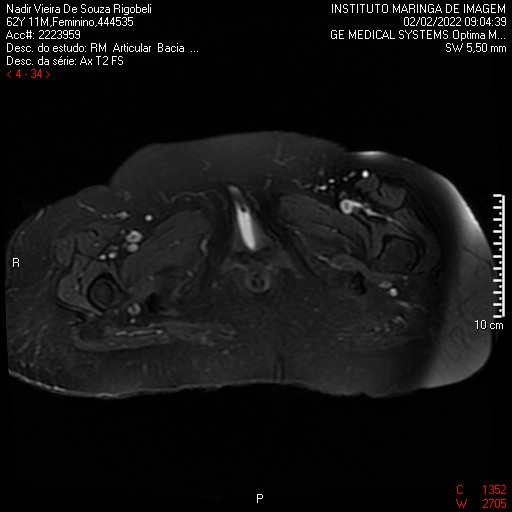 Nadir Vieira De Souza Rigobeli
62Y 11M,Feminino,444535
Acc#: 2223959
Desc. do estudo: RM Articular Bacia ...
Desc. da série: Ax T2 FS
< 4 - 34 >
INSTITUTO MARINGA DE IMAGEM
02/02/2022 09:04:39
GE MEDICAL SYSTEMS Optima M...
SW 5,50 mm
R
10 cm
P
C 1352
W 2705